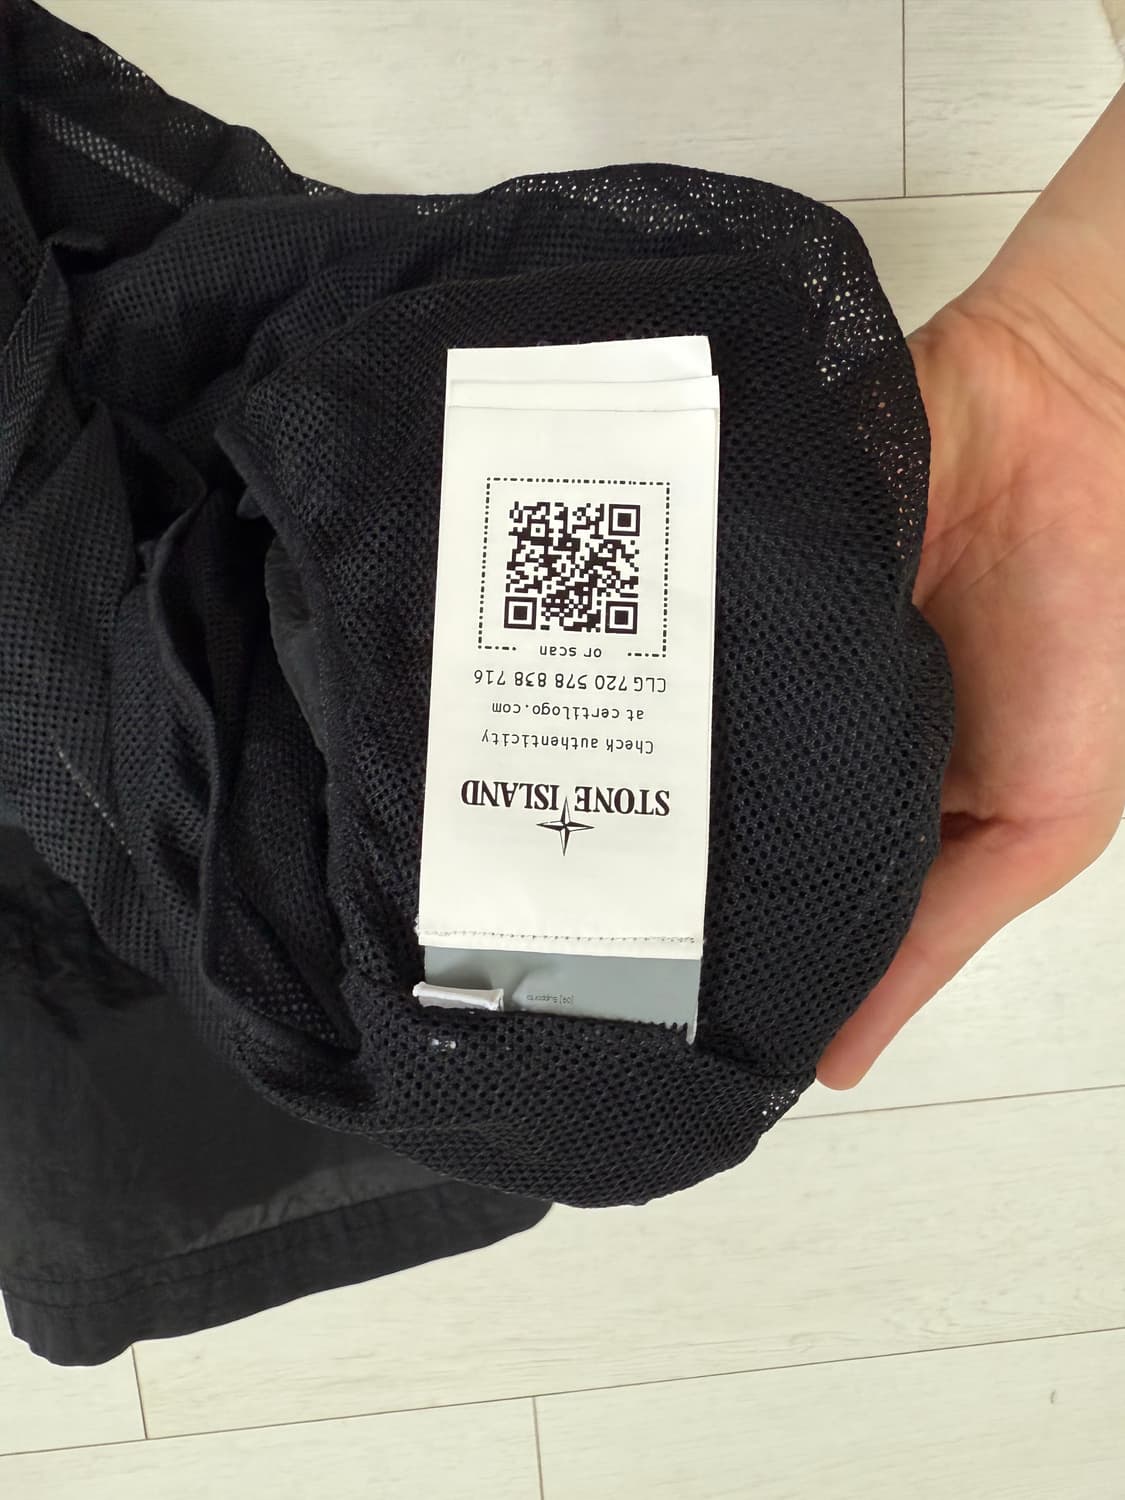 STONE ISLAND
Check authenticity
at certilogo.com
CLG 720 578 838 716
or scan